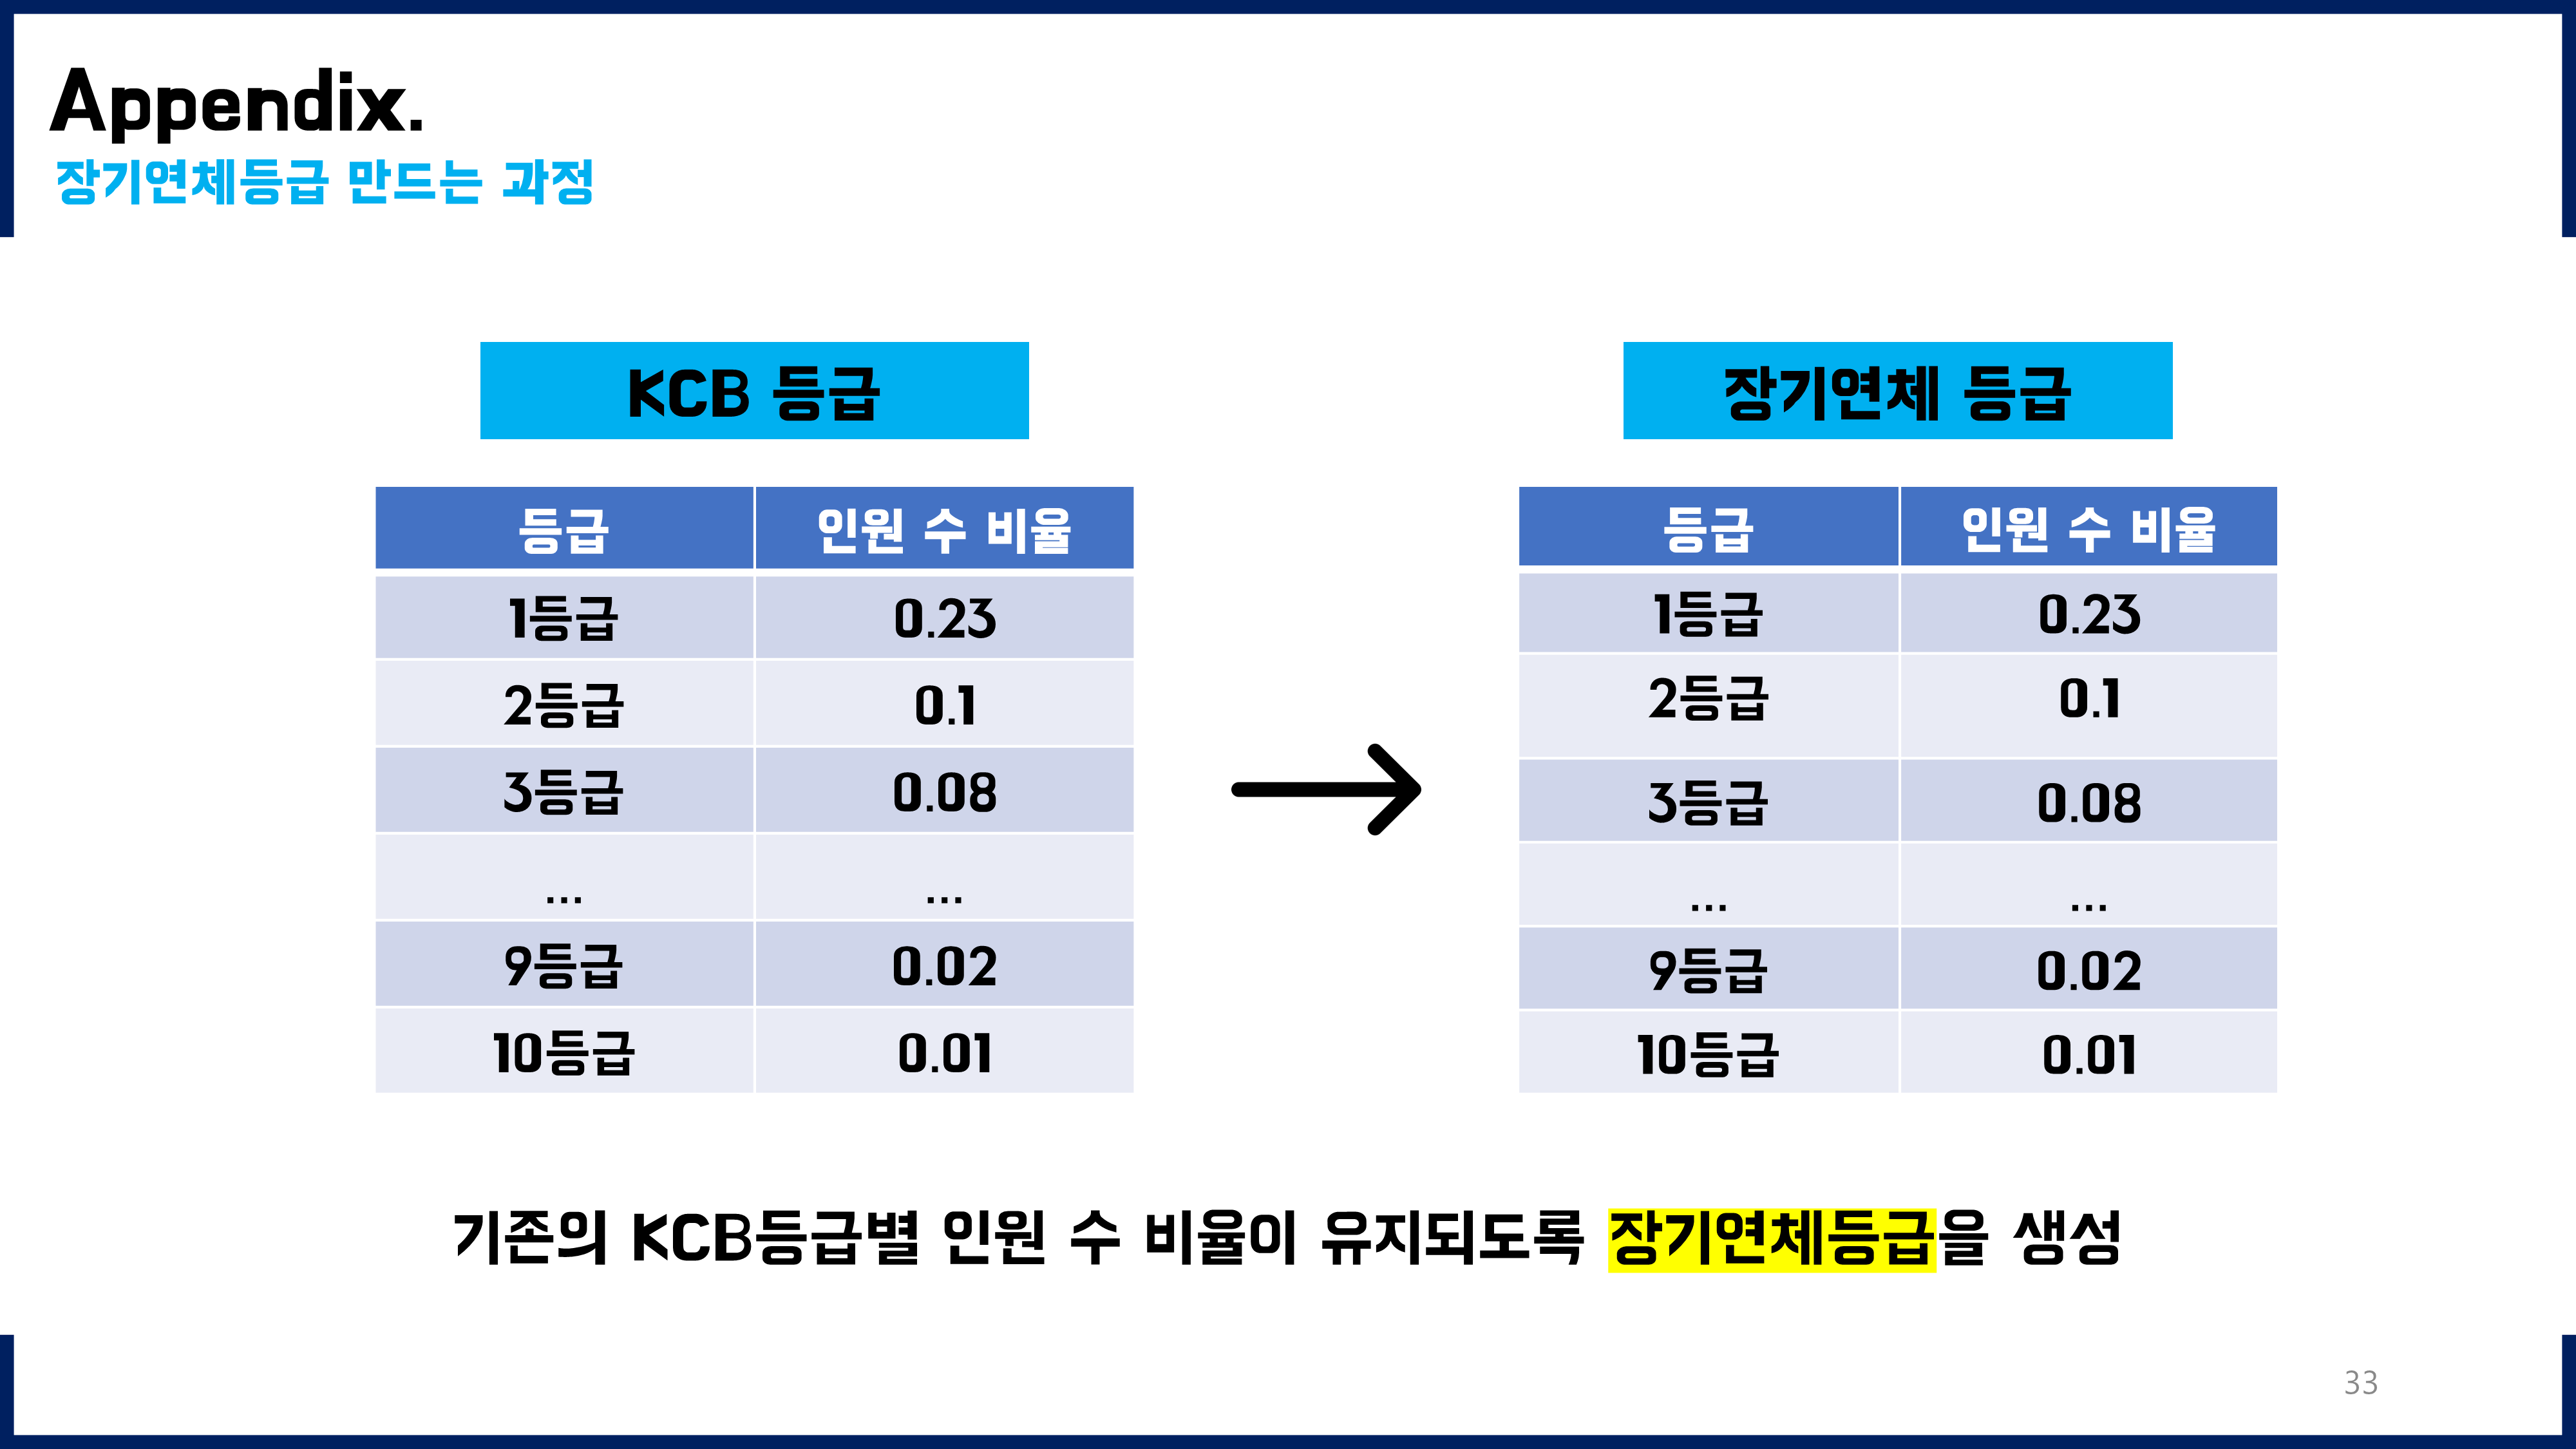 Appendix.
장기연체등급 만드는 과정
KCB 등급
등급 인원 수 비율
1등급 0.23
2등급 0.1
3등급 0.08
... ...
9등급 0.02
10등급 0.01
장기연체 등급
등급 인원 수 비율
1등급 0.23
2등급 0.1
3등급 0.08
... ...
9등급 0.02
10등급 0.01
기존의 KCB등급별 인원 수 비율이 유지되도록 장기연체등급을 생성
33